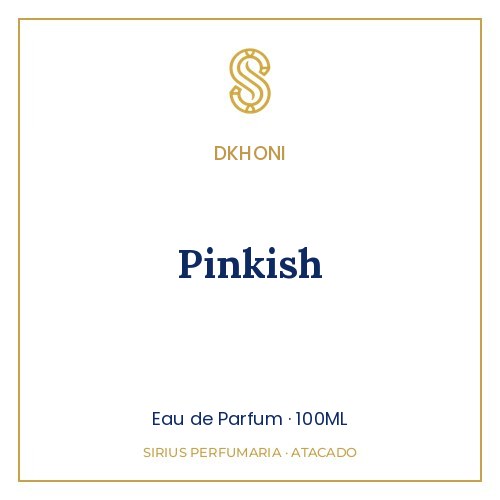 DKHONI
Pinkish
Eau de Parfum · 100ML
SIRIUS PERFUMARIA · ATACADO